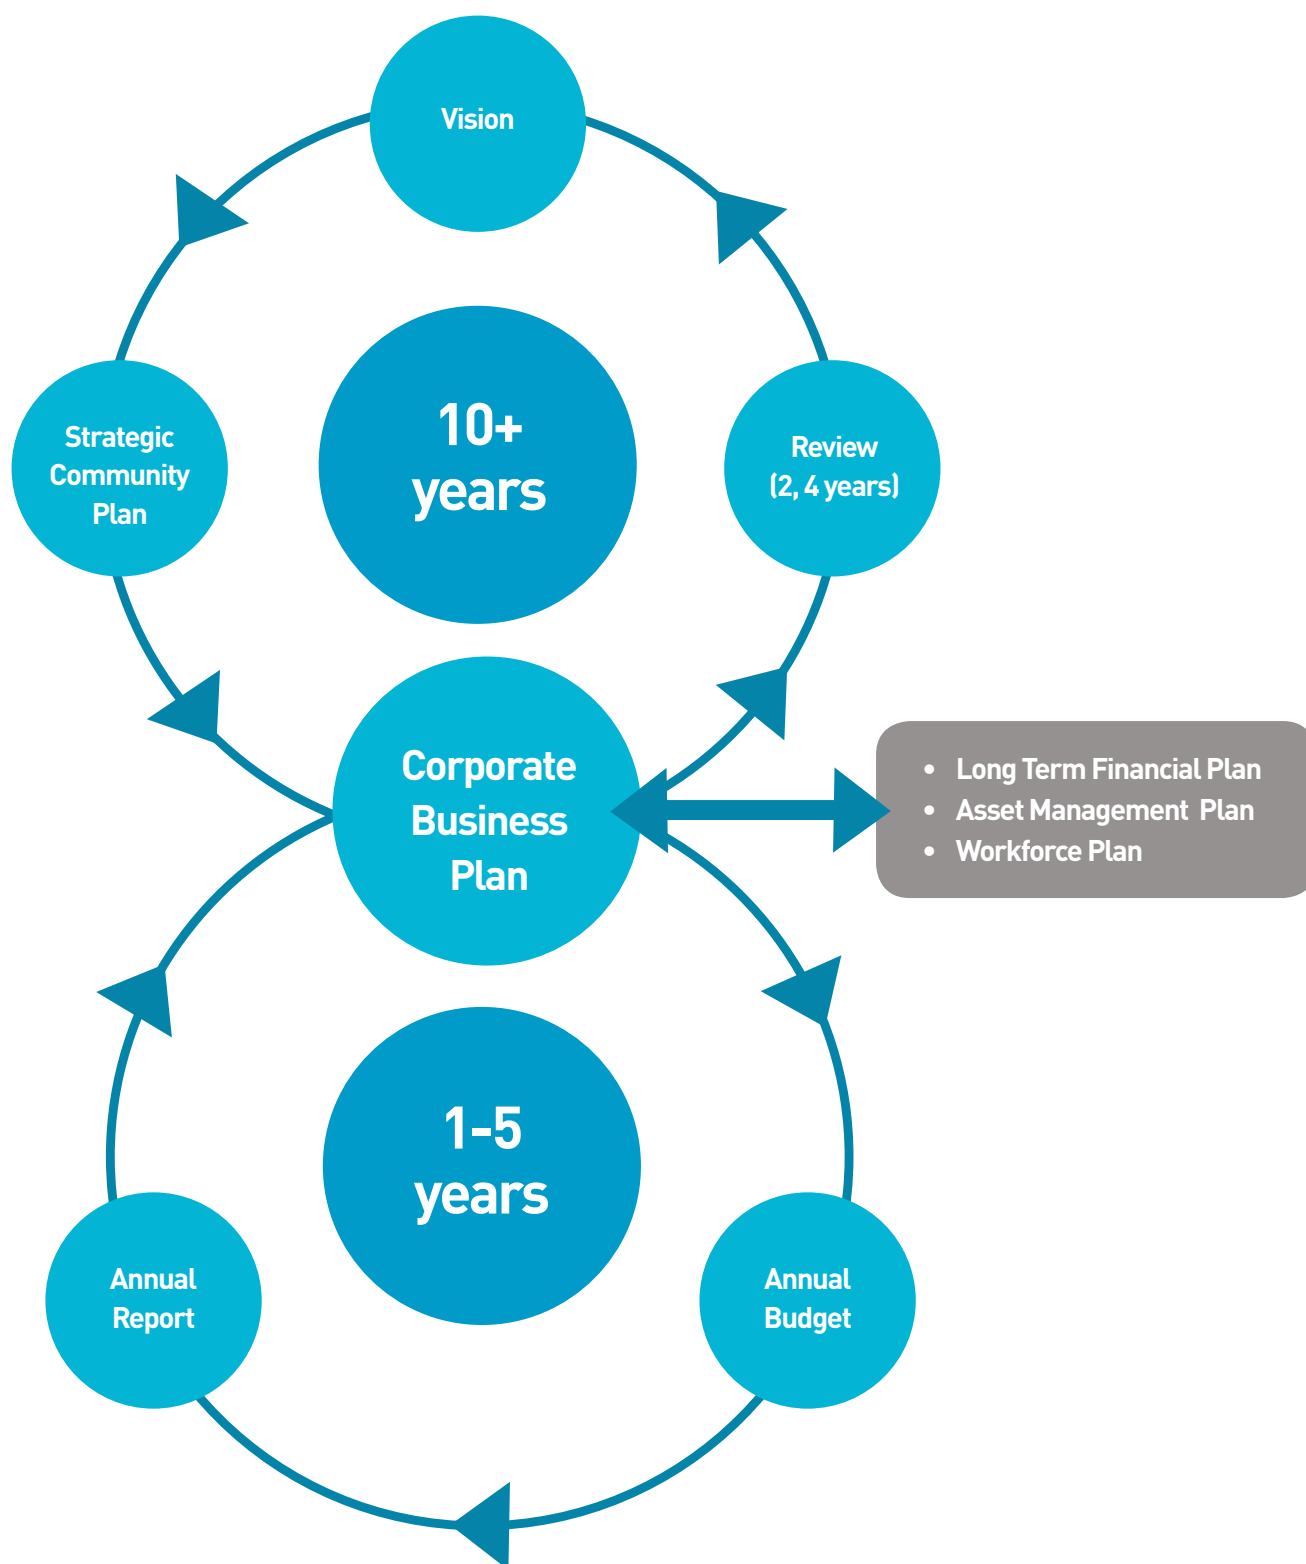 Vision
10+
years
Strategic
Community
Plan
Review
(2, 4 years)
Corporate
Business
Plan
• Long Term Financial Plan
• Asset Management Plan
• Workforce Plan
1-5
years
Annual
Report
Annual
Budget